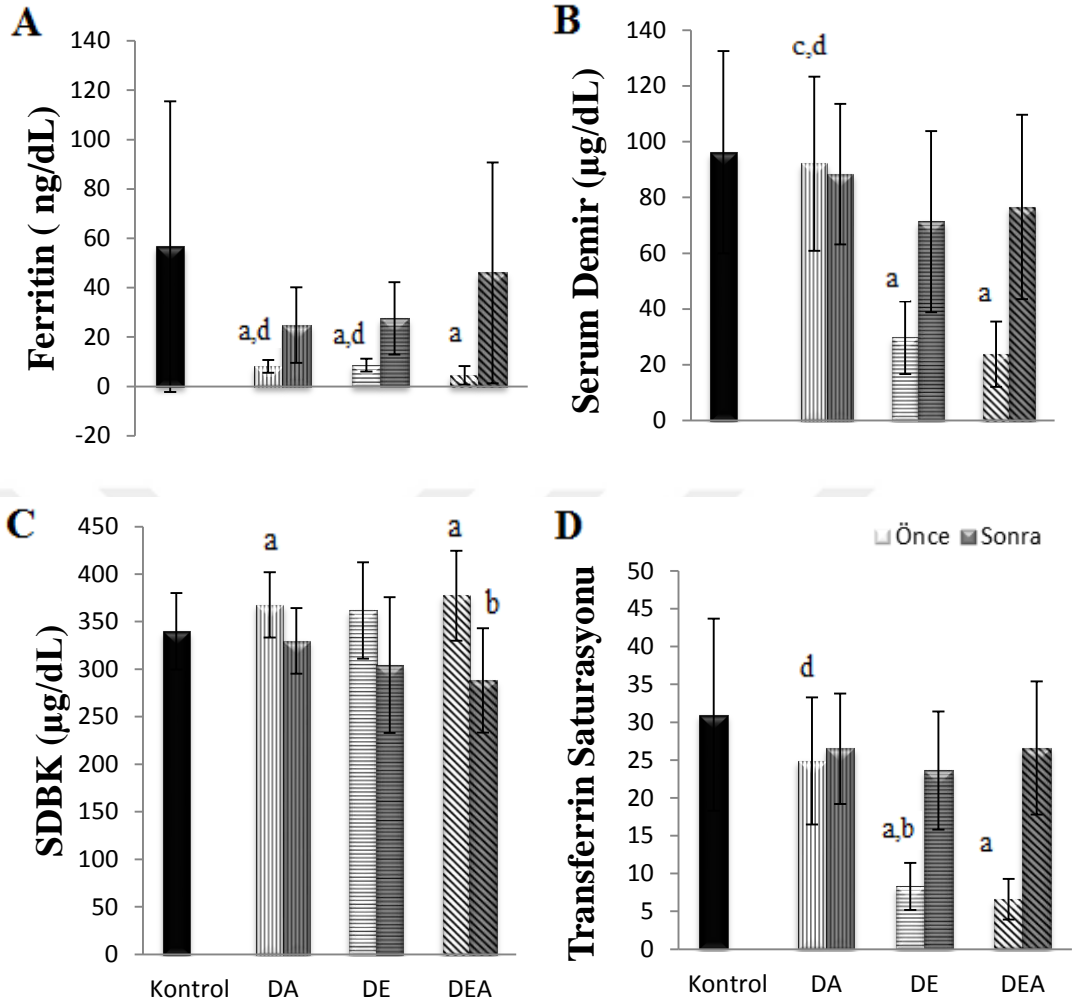 A
Ferritin ( ng/dL)
140
120
100
80
60
40
20
0
-20
a,d
a,d
a
B
Serum Demir (µg/dL)
140
120
100
80
60
40
20
0
c,d
a
a
C
SDBK (µg/dL)
450
400
350
300
250
200
150
100
50
0
a
a
b
Kontrol DA DE DEA
D
Önce Sonra
Transferrin Saturasyonu
50
45
40
35
30
25
20
15
10
5
0
d
a,b
a
Kontrol DA DE DEA